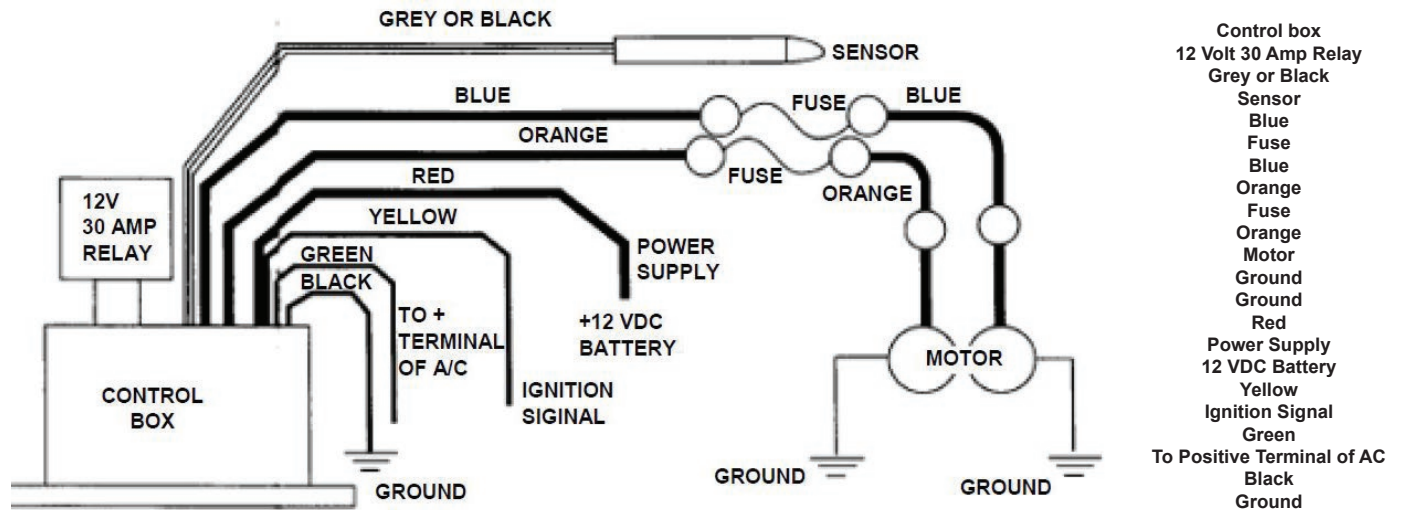 GREY OR BLACK
SENSOR
BLUE
FUSE
BLUE
ORANGE
FUSE
ORANGE
RED
12V
30 AMP
RELAY
YELLOW
POWER
SUPPLY
GREEN
BLACK
TO +
TERMINAL
OF A/C
+12 VDC
BATTERY
IGNITION
SIGINAL
MOTOR
CONTROL
BOX
GROUND
GROUND
GROUND
Control box
12 Volt 30 Amp Relay
Grey or Black
Sensor
Blue
Fuse
Blue
Orange
Fuse
Orange
Motor
Ground
Ground
Red
Power Supply
12 VDC Battery
Yellow
Ignition Signal
Green
To Positive Terminal of AC
Black
Ground